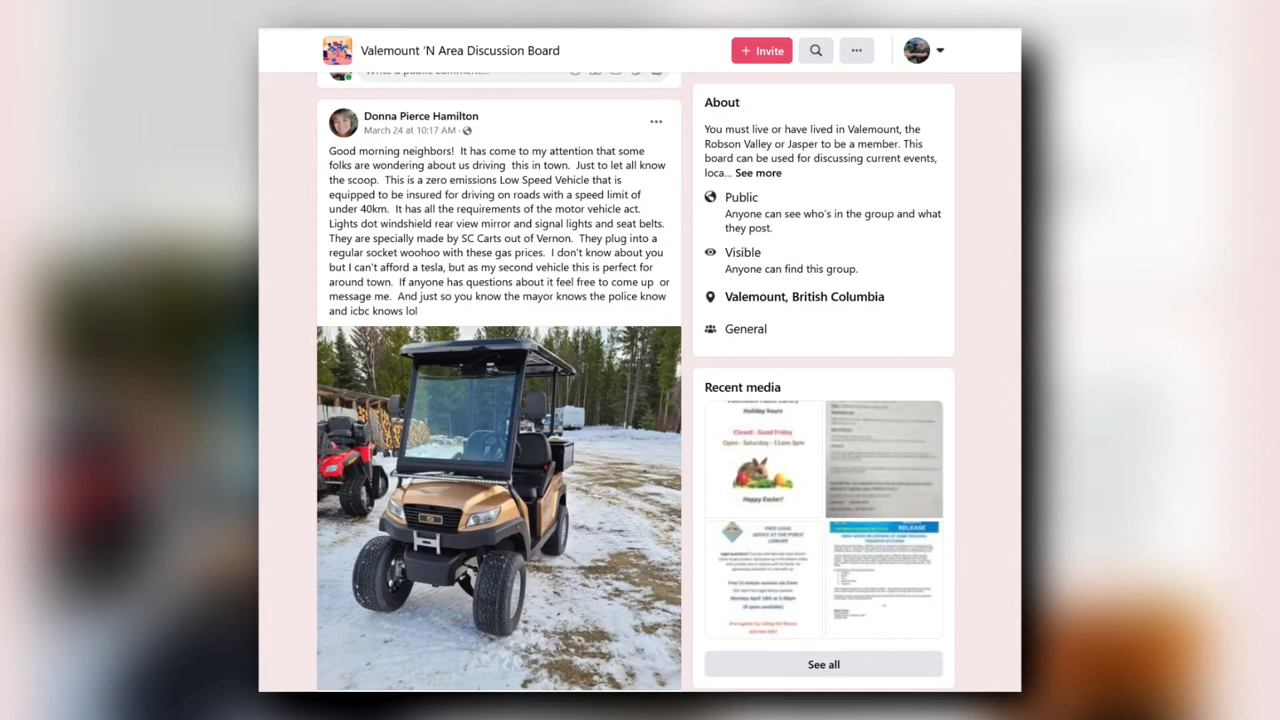 Valemount 'N Area Discussion Board
+ Invite
Write a public comment...
Donna Pierce Hamilton
March 24 at 10:17 AM ·
Good morning neighbors!  It has come to my attention that some
folks are wondering about us driving  this in town.  Just to let all know
the scoop.  This is a zero emissions Low Speed Vehicle that is
equipped to be insured for driving on roads with a speed limit of
under 40km.  It has all the requirements of the motor vehicle act.
Lights dot windshield rear view mirror and signal lights and seat belts.
They are specially made by SC Carts out of Vernon.  They plug into a
regular socket woohoo with these gas prices.  I don't know about you
but I can't afford a tesla, but as my second vehicle this is perfect for
around town.  If anyone has questions about it feel free to come up  or
message me.  And just so you know the mayor knows the police know
and icbc knows lol
About
You must live or have lived in Valemount, the
Robson Valley or Jasper to be a member. This
board can be used for discussing current events,
loca... See more
Public
Anyone can see who's in the group and what
they post.
Visible
Anyone can find this group.
Valemount, British Columbia
General
Recent media
Holiday hours
Closed - Good Friday
Open - Saturday - 11am-3pm
Happy Easter!
RELEASE
See all